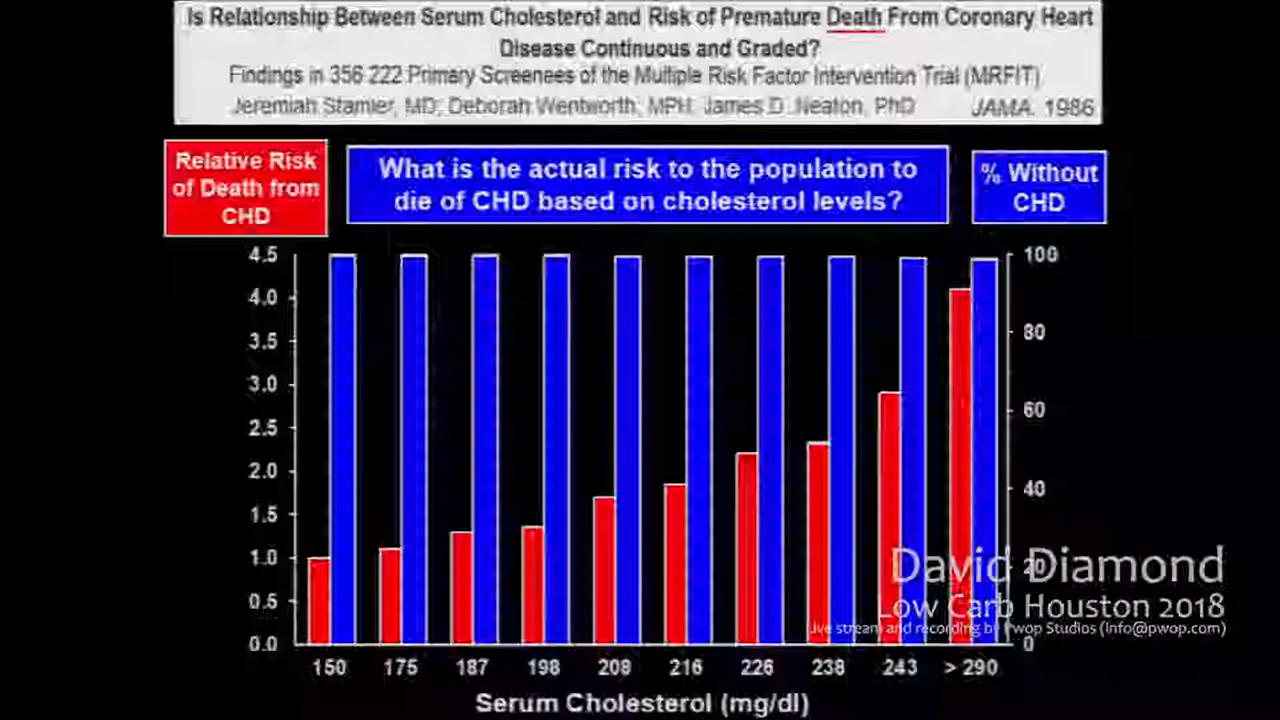 Is Relationship Between Serum Cholesterol and Risk of Premature Death From Coronary Heart
Disease Continuous and Graded?
Findings in 356 222 Primary Screenees of the Multiple Risk Factor Intervention Trial (MRFIT)
Jeremiah Stamler, MD, Deborah Wentworth, MPH, James D. Neaton, PhD JAMA. 1986
Relative Risk
of Death from
CHD
What is the actual risk to the population to
die of CHD based on cholesterol levels?
% Without
CHD
4.5
4.0
3.5
3.0
2.5
2.0
1.5
1.0
0.5
0.0
100
80
60
40
20
0
150 175 187 198 208 216 226 238 243 > 290
Serum Cholesterol (mg/dl)
David Diamond
Low Carb Houston 2018
Live stream and recording by Pwop Studios (Info@pwop.com)